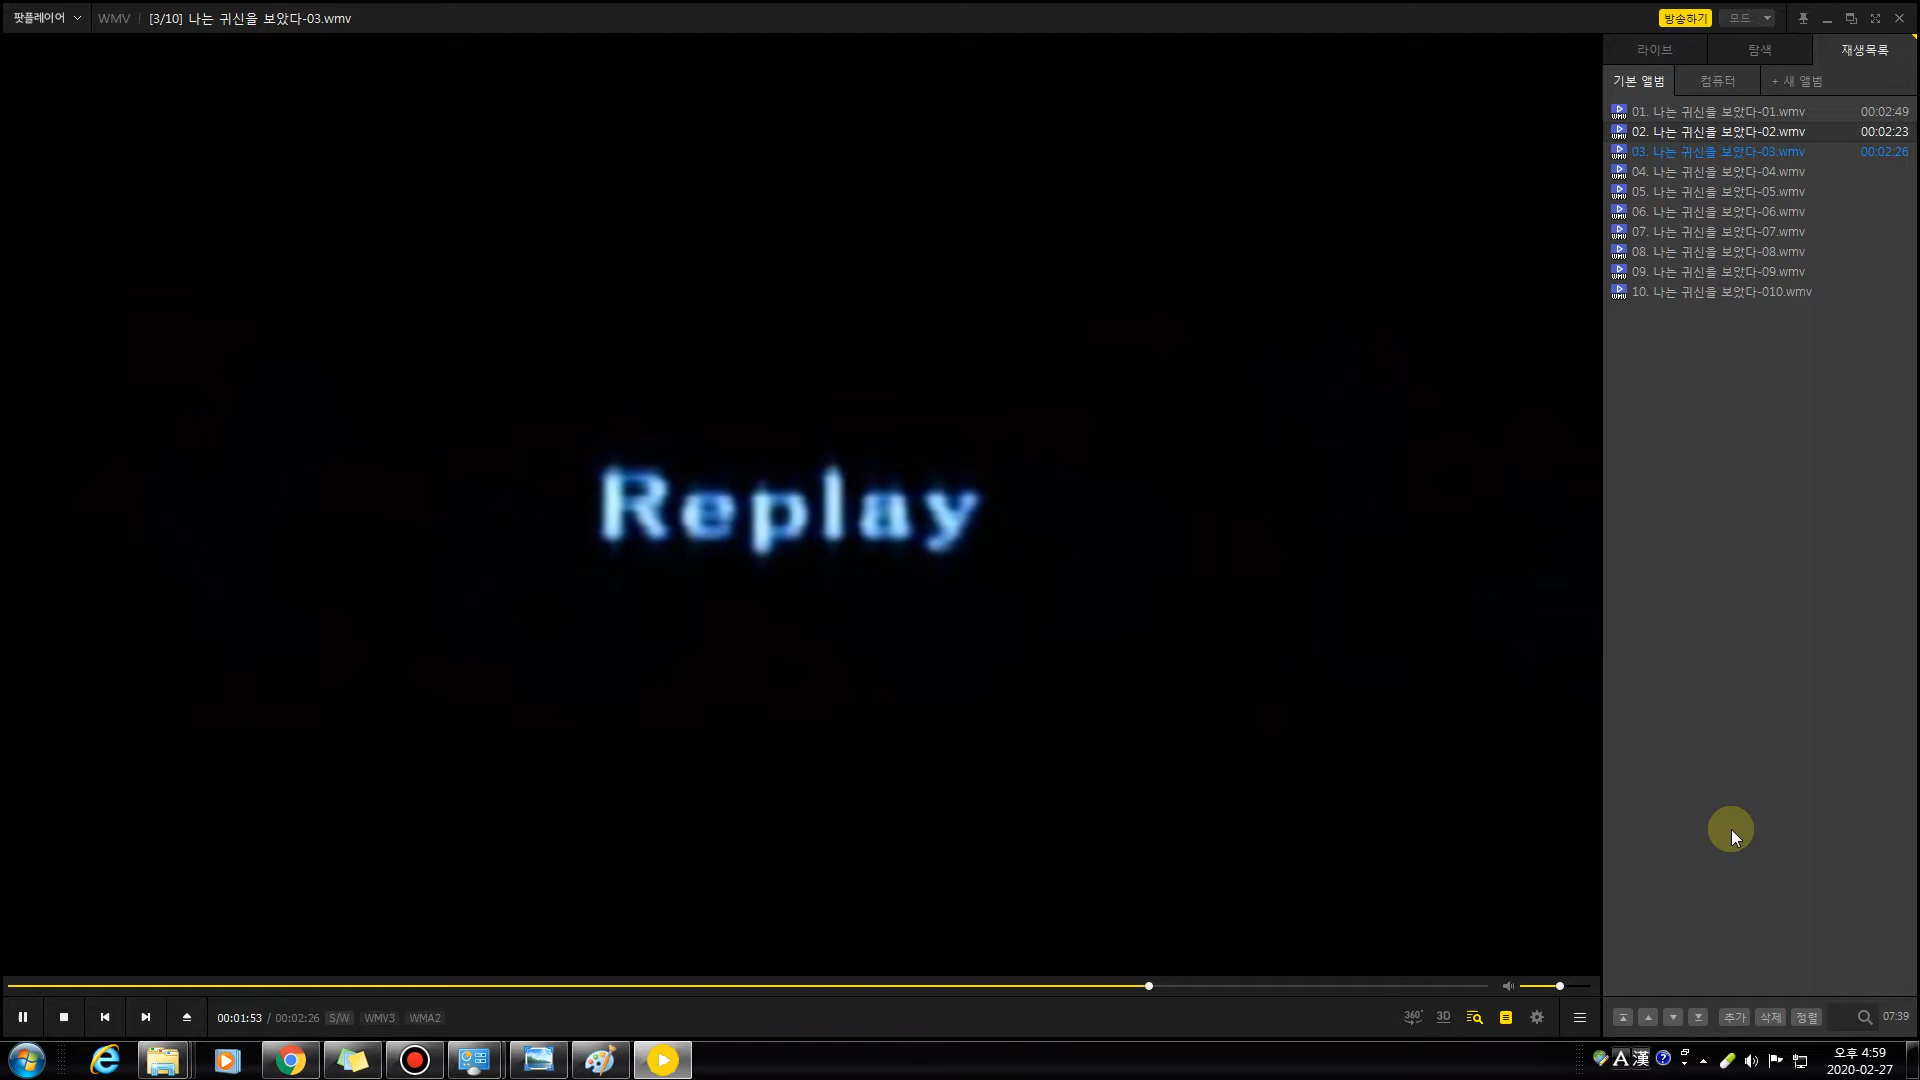 팟플레이어 WMV [3/10] 나는 귀신을 보았다-03.wmv 방송하기 모드
라이브 탐색 재생목록
기본 앨범 컴퓨터 + 새 앨범
01. 나는 귀신을 보았다-01.wmv 00:02:49
02. 나는 귀신을 보았다-02.wmv 00:02:23
03. 나는 귀신을 보았다-03.wmv 00:02:26
04. 나는 귀신을 보았다-04.wmv
05. 나는 귀신을 보았다-05.wmv
06. 나는 귀신을 보았다-06.wmv
07. 나는 귀신을 보았다-07.wmv
08. 나는 귀신을 보았다-08.wmv
09. 나는 귀신을 보았다-09.wmv
10. 나는 귀신을 보았다-010.wmv
Replay
00:01:53 / 00:02:26 S/W WMV3 WMA2 360° 3D 추가 삭제 정렬 07:39
A 漢 오후 4:59
2020-02-27